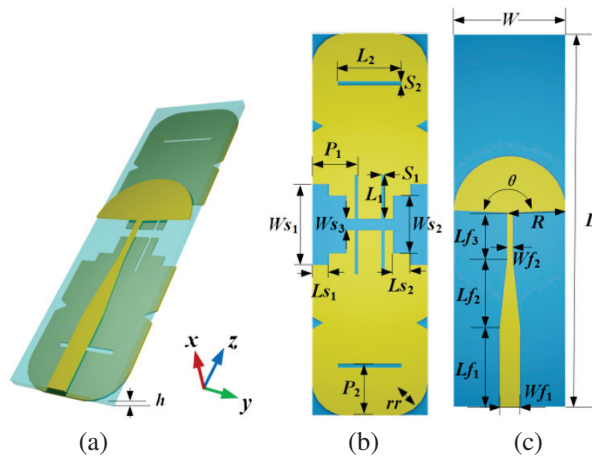 x
z
y
h
(a)
L₂
S₂
P₁
S₁
L₁
Ws₁
Ws₃
Ws₂
Ls₁
Ls₂
P₂
rr
(b)
W
θ
R
Lf₃
Wf₂
Lf₂
Lf₁
Wf₁
(c)